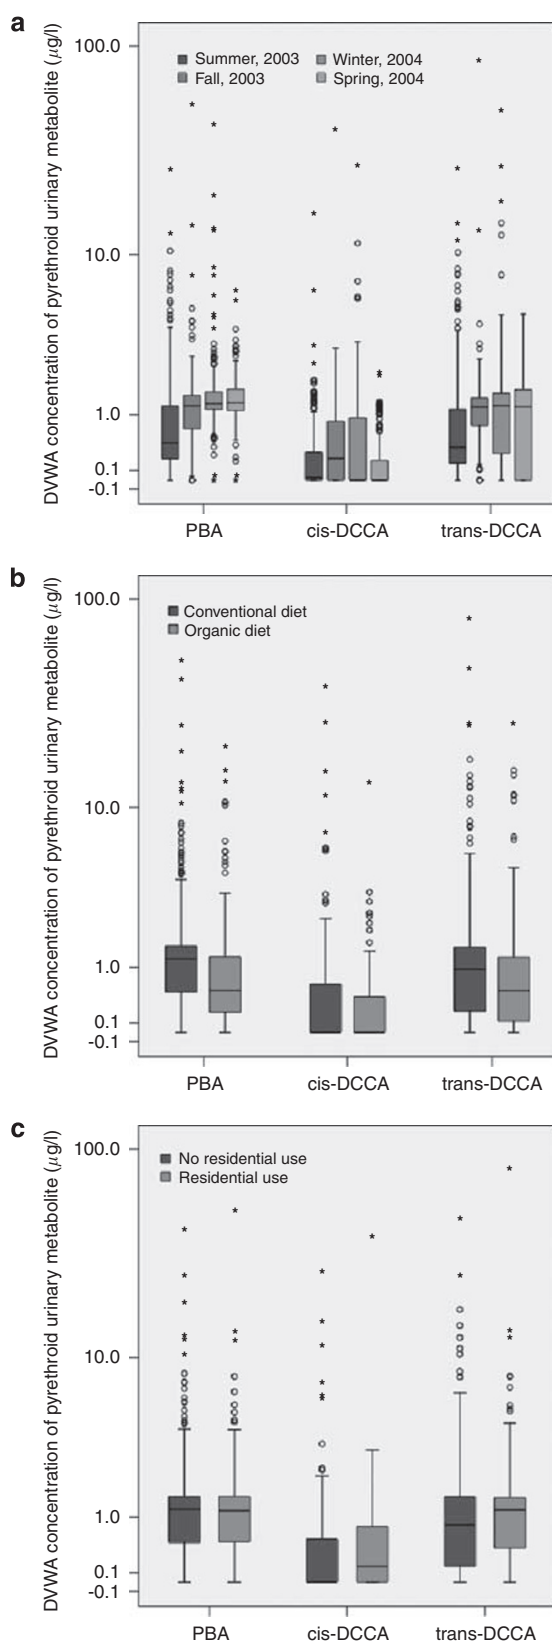 a
DVWA concentration of pyrethroid urinary metabolite (µg/l)
100.0
10.0
1.0
0.1
-0.1
Summer, 2003
Fall, 2003
Winter, 2004
Spring, 2004
PBA
cis-DCCA
trans-DCCA
b
DVWA concentration of pyrethroid urinary metabolite (µg/l)
100.0
10.0
1.0
0.1
-0.1
Conventional diet
Organic diet
PBA
cis-DCCA
trans-DCCA
c
DVWA concentration of pyrethroid urinary metabolite (µg/l)
100.0
10.0
1.0
0.1
-0.1
No residential use
Residential use
PBA
cis-DCCA
trans-DCCA